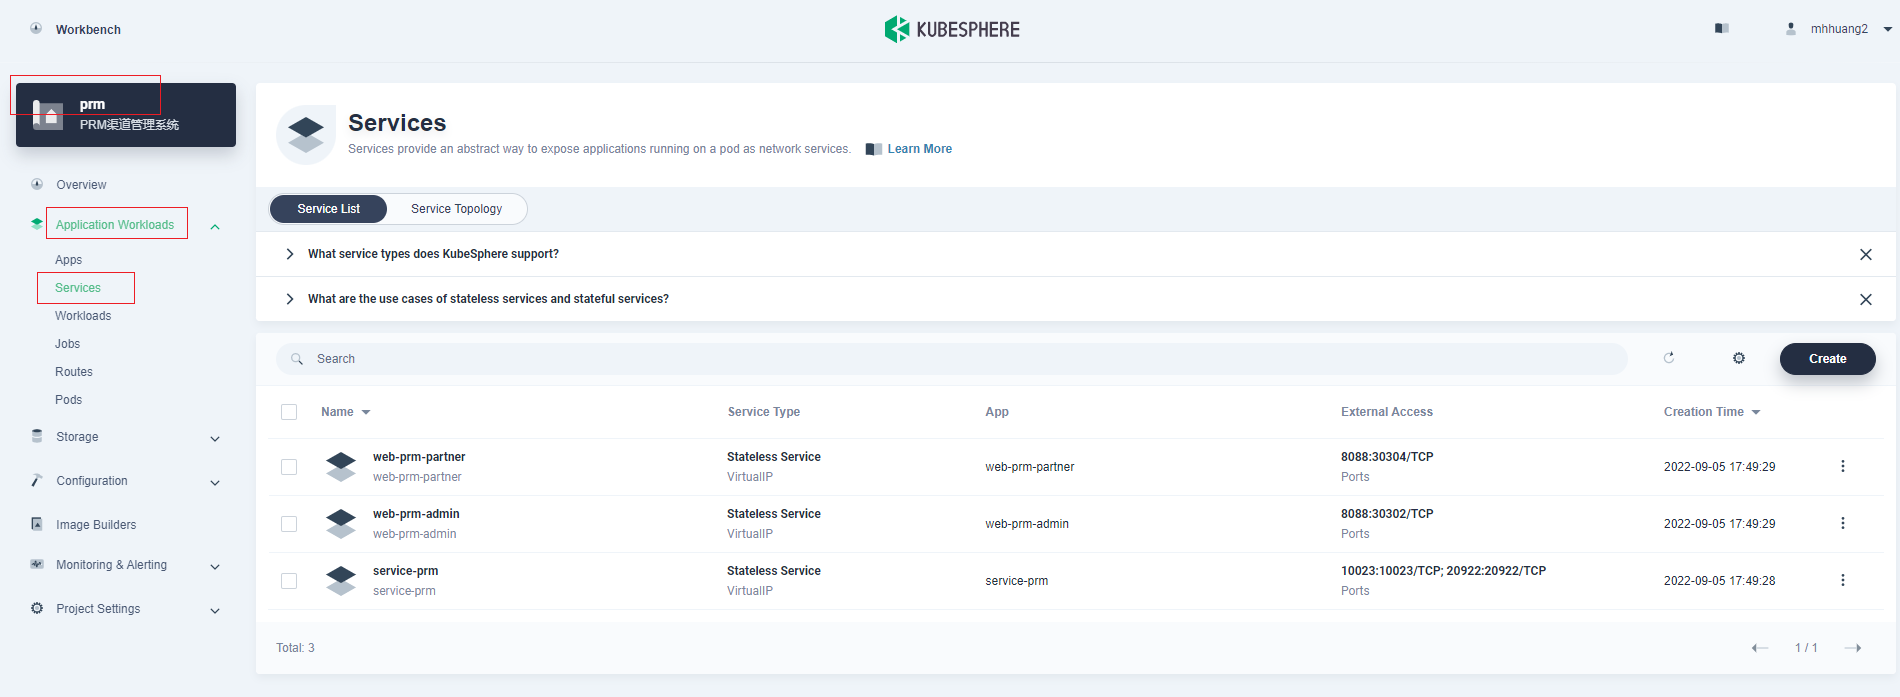 Workbench
KUBESPHERE
mhhuang2
prm
PRM渠道管理系统
Overview
Application Workloads
Apps
Services
Workloads
Jobs
Routes
Pods
Storage
Configuration
Image Builders
Monitoring & Alerting
Project Settings
Services
Services provide an abstract way to expose applications running on a pod as network services. Learn More
Service List Service Topology
What service types does KubeSphere support?
What are the use cases of stateless services and stateful services?
Search
Create
Name Service Type App External Access Creation Time
web-prm-partner Stateless Service web-prm-partner 8088:30304/TCP 2022-09-05 17:49:29
web-prm-partner VirtualIP Ports
web-prm-admin Stateless Service web-prm-admin 8088:30302/TCP 2022-09-05 17:49:29
web-prm-admin VirtualIP Ports
service-prm Stateless Service service-prm 10023:10023/TCP; 20922:20922/TCP 2022-09-05 17:49:28
service-prm VirtualIP Ports
Total: 3
1 / 1